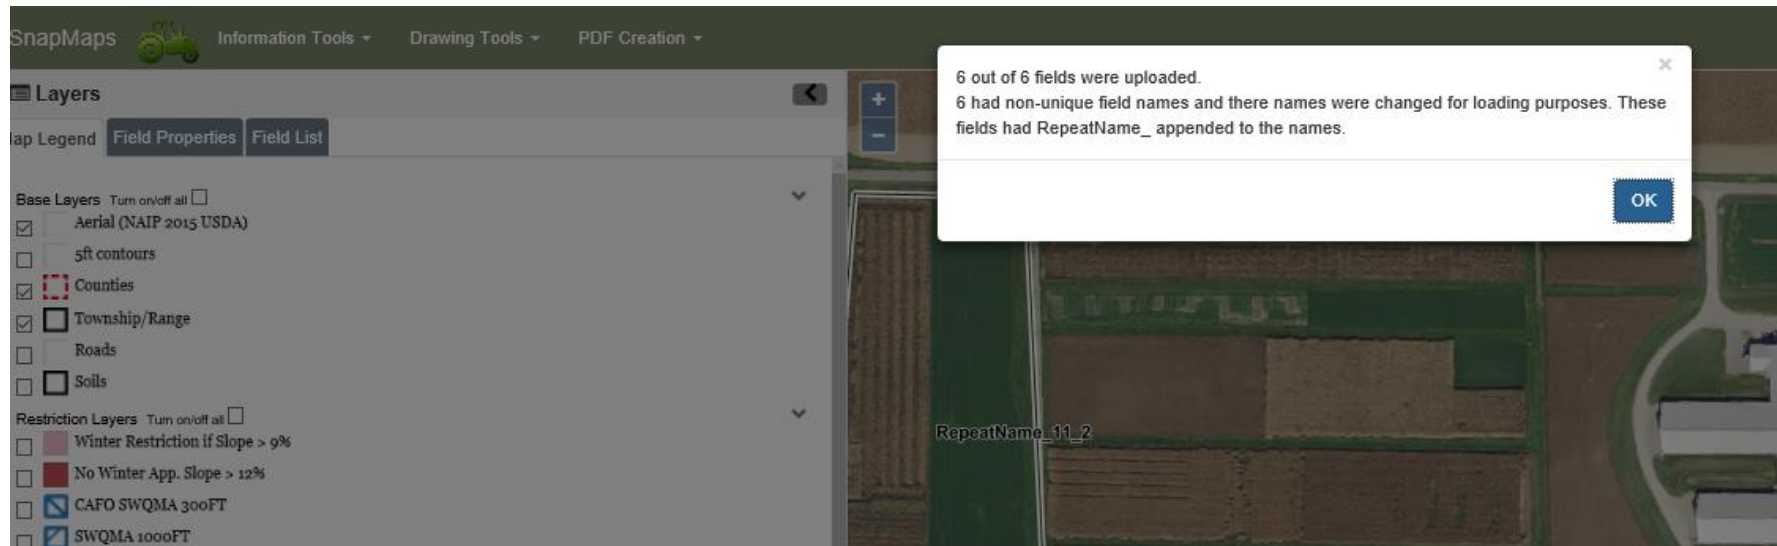 SnapMaps
Information Tools
Drawing Tools
PDF Creation
Layers
ap Legend
Field Properties
Field List
Base Layers Turn on/off all
Aerial (NAIP 2015 USDA)
5ft contours
Counties
Township/Range
Roads
Soils
Restriction Layers Turn on/off all
Winter Restriction if Slope > 9%
No Winter App. Slope > 12%
CAFO SWQMA 300FT
SWQMA 1000FT
+
−
6 out of 6 fields were uploaded.
6 had non-unique field names and there names were changed for loading purposes. These
fields had RepeatName_ appended to the names.
×
OK
RepeatName_11_2